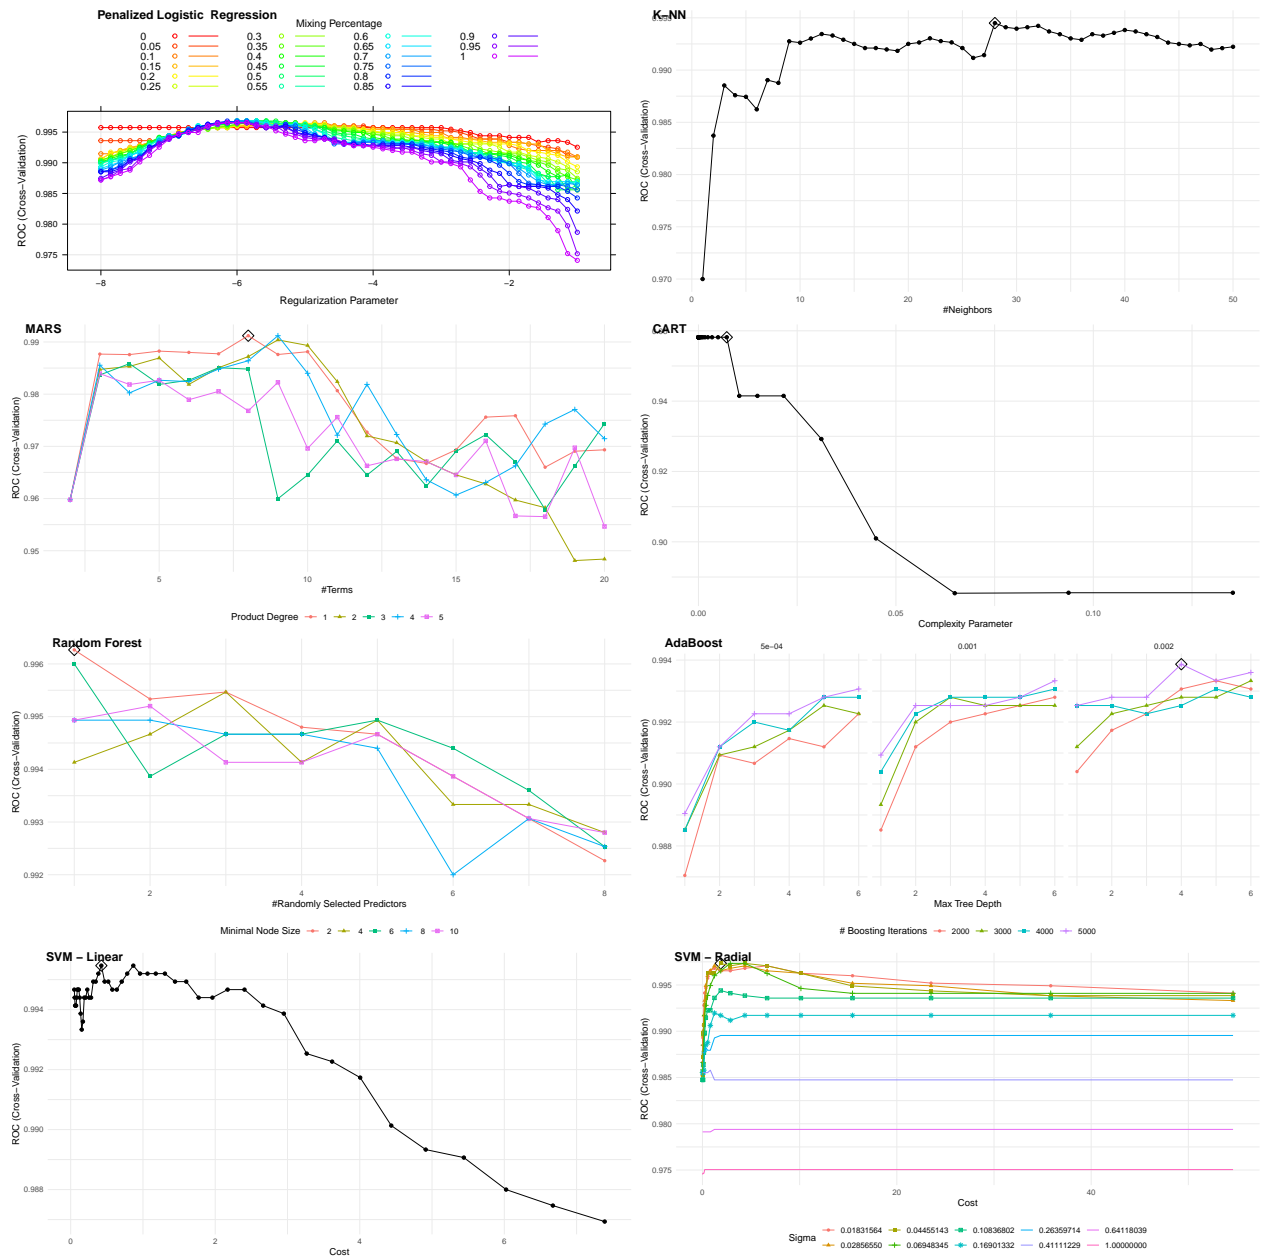 Penalized Logistic Regression
Mixing Percentage
0 0.3 0.6 0.9
0.05 0.35 0.65 0.95
0.1 0.4 0.7 1
0.15 0.45 0.75
0.2 0.5 0.8
0.25 0.55 0.85
ROC (Cross−Validation)
0.995
0.990
0.985
0.980
0.975
−8 −6 −4 −2
Regularization Parameter
K−NN
ROC (Cross−Validation)
0.995
0.990
0.985
0.980
0.975
0.970
0 10 20 30 40 50
#Neighbors
MARS
ROC (Cross−Validation)
0.99
0.98
0.97
0.96
0.95
5 10 15 20
#Terms
Product Degree 1 2 3 4 5
CART
ROC (Cross−Validation)
0.94
0.92
0.90
0.00 0.05 0.10
Complexity Parameter
Random Forest
ROC (Cross−Validation)
0.996
0.995
0.994
0.993
0.992
2 4 6 8
#Randomly Selected Predictors
Minimal Node Size 2 4 6 8 10
AdaBoost
5e−04 0.001 0.002
ROC (Cross−Validation)
0.994
0.992
0.990
0.988
2 4 6 2 4 6 2 4 6
Max Tree Depth
# Boosting Iterations 2000 3000 4000 5000
SVM − Linear
ROC (Cross−Validation)
0.994
0.992
0.990
0.988
0 2 4 6
Cost
SVM − Radial
ROC (Cross−Validation)
0.995
0.990
0.985
0.980
0.975
0 20 40
Cost
Sigma
0.01831564 0.04455143 0.10836802 0.26359714 0.64118039
0.02856550 0.06948345 0.16901332 0.41111229 1.00000000